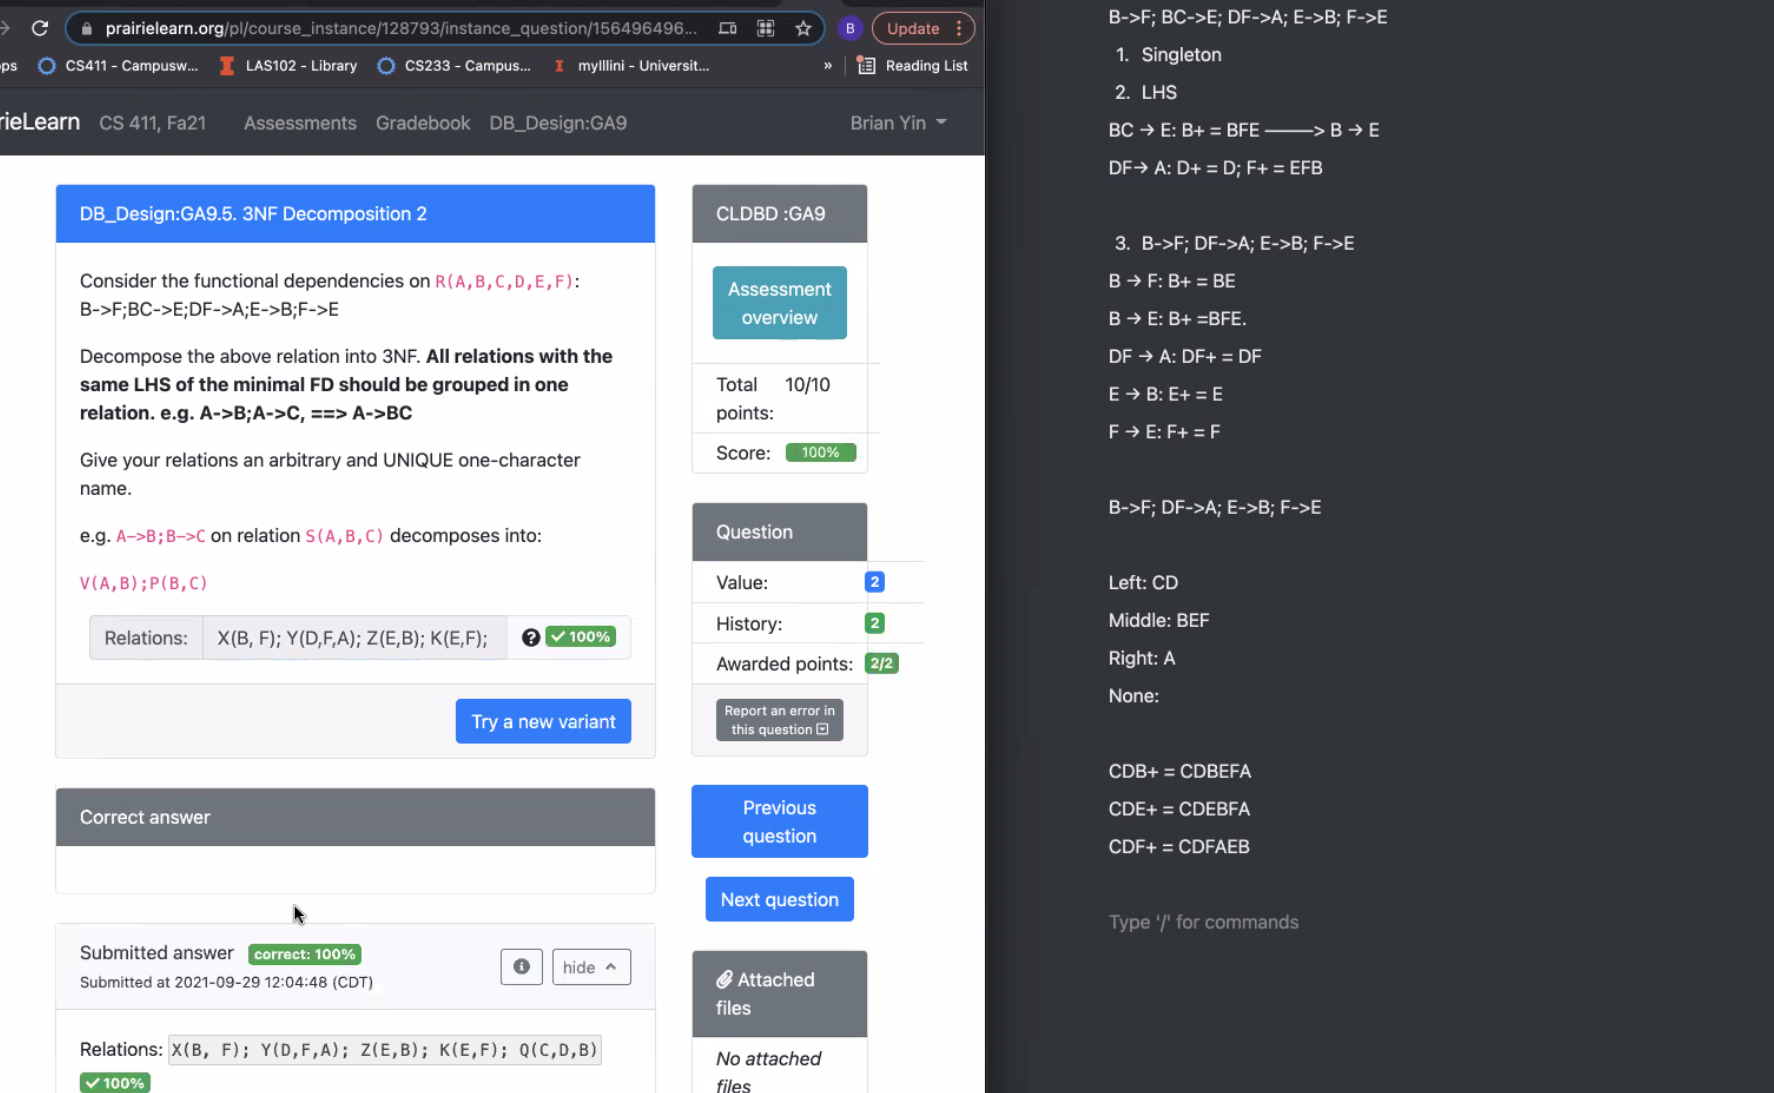 prairielearn.org/pl/course_instance/128793/instance_question/156496496...
B
Update
ps
CS411 - Campusw...
LAS102 - Library
CS233 - Campus...
myIllini - Universit...
»
Reading List
rieLearn
CS 411, Fa21
Assessments
Gradebook
DB_Design:GA9
Brian Yin
DB_Design:GA9.5. 3NF Decomposition 2
Consider the functional dependencies on R(A,B,C,D,E,F):
B->F;BC->E;DF->A;E->B;F->E
Decompose the above relation into 3NF. All relations with the
same LHS of the minimal FD should be grouped in one
relation. e.g. A->B;A->C, ==> A->BC
Give your relations an arbitrary and UNIQUE one-character
name.
e.g. A->B;B->C on relation S(A,B,C) decomposes into:
V(A,B);P(B,C)
Relations: X(B, F); Y(D,F,A); Z(E,B); K(E,F); 100%
Try a new variant
Correct answer
Submitted answer correct: 100%
Submitted at 2021-09-29 12:04:48 (CDT)
hide
Relations: X(B, F); Y(D,F,A); Z(E,B); K(E,F); Q(C,D,B)
100%
CLDBD :GA9
Assessment
overview
Total 10/10
points:
Score: 100%
Question
Value: 2
History: 2
Awarded points: 2/2
Report an error in
this question
Previous
question
Next question
Attached
files
No attached
files
B->F; BC->E; DF->A; E->B; F->E
1. Singleton
2. LHS
BC → E: B+ = BFE ———> B → E
DF→ A: D+ = D; F+ = EFB
3. B->F; DF->A; E->B; F->E
B → F: B+ = BE
B → E: B+ =BFE.
DF → A: DF+ = DF
E → B: E+ = E
F → E: F+ = F
B->F; DF->A; E->B; F->E
Left: CD
Middle: BEF
Right: A
None:
CDB+ = CDBEFA
CDE+ = CDEBFA
CDF+ = CDFAEB
Type '/' for commands